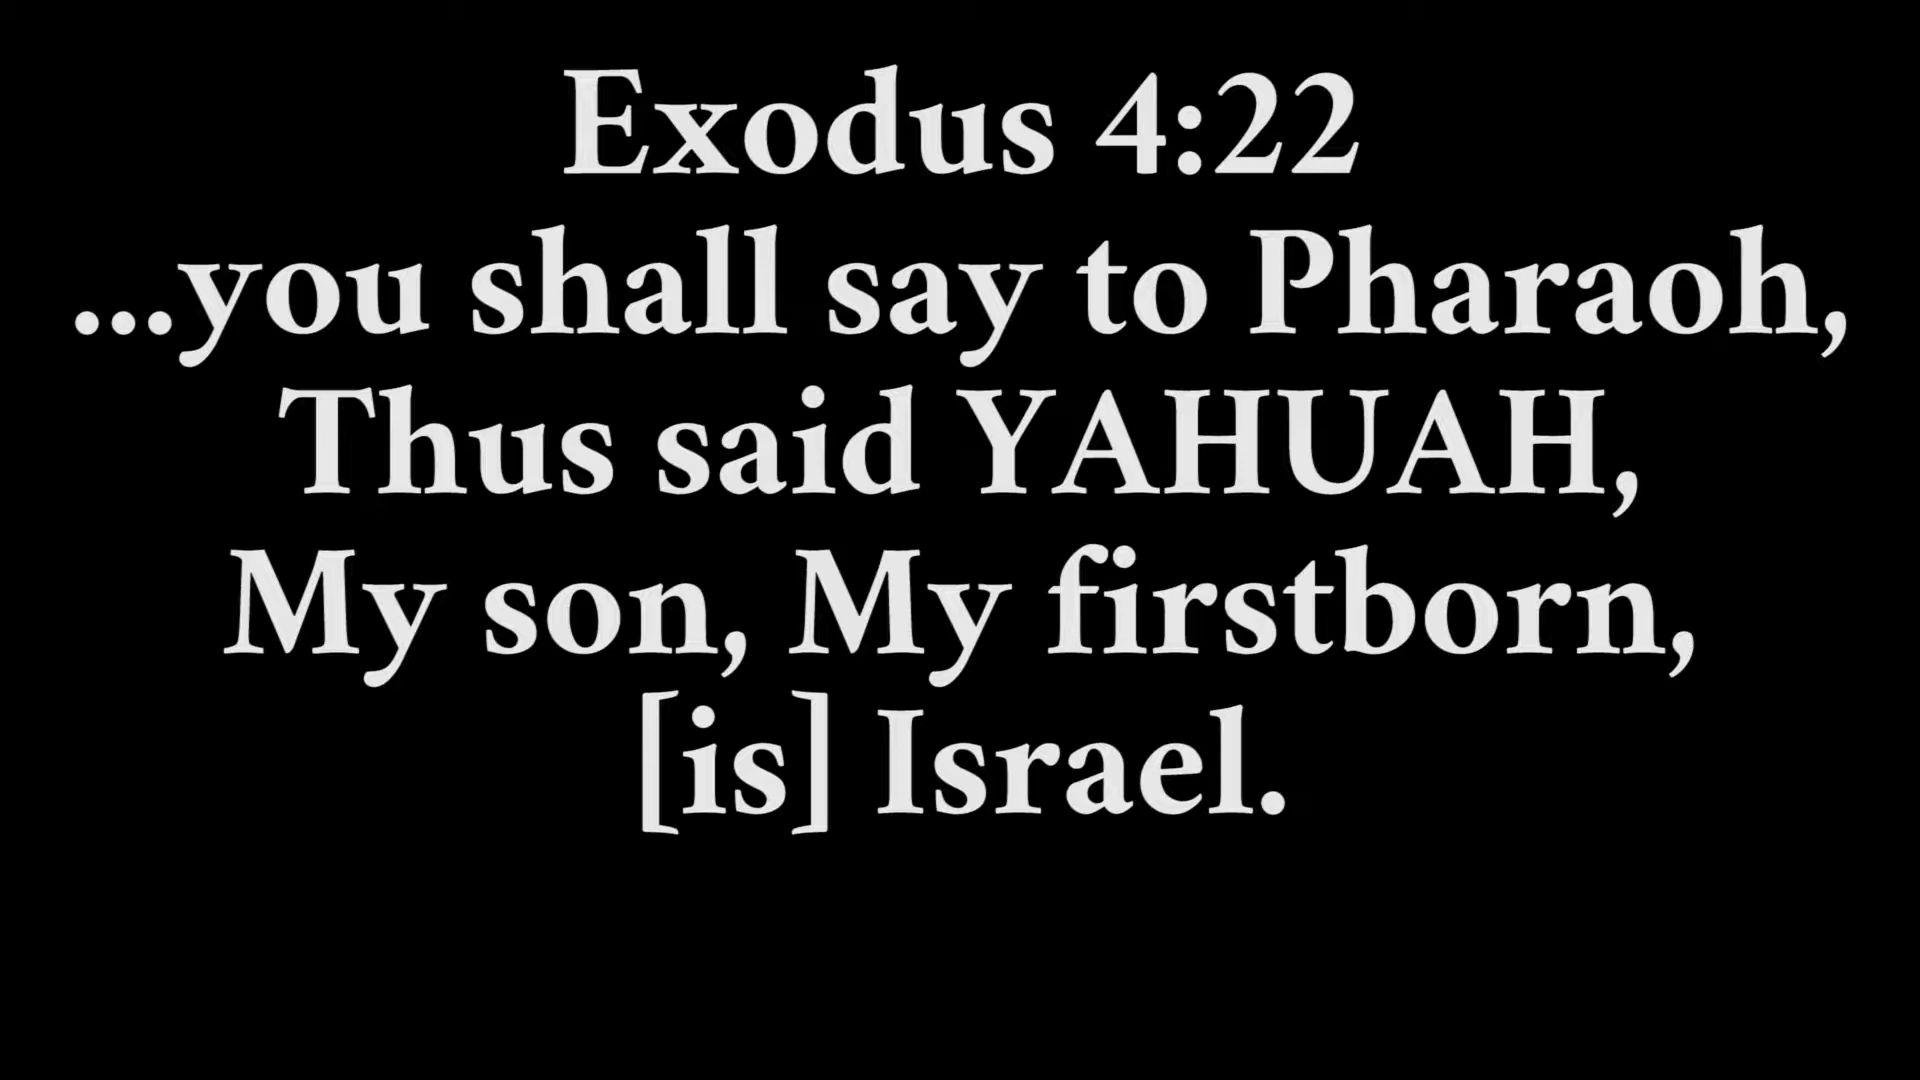 Exodus 4:22
...you shall say to Pharaoh,
Thus said YAHUAH,
My son, My firstborn,
[is] Israel.